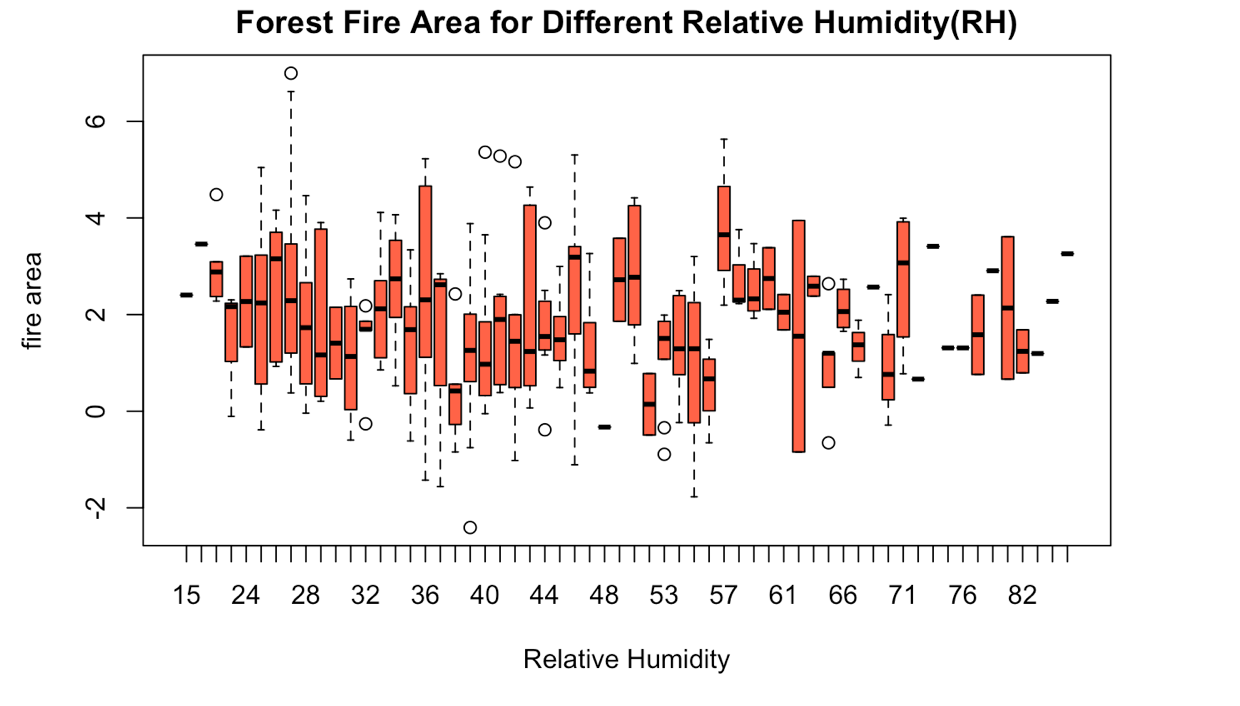 Forest Fire Area for Different Relative Humidity(RH)
fire area
6
4
2
0
-2
15 24 28 32 36 40 44 48 53 57 61 66 71 76 82
Relative Humidity